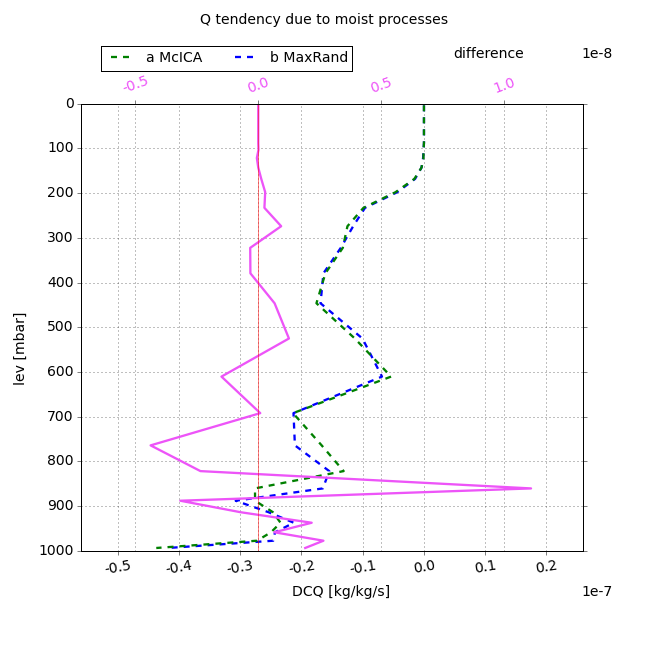 Q tendency due to moist processes
a McICA b MaxRand difference 1e-8
-0.5 0.0 0.5 1.0
0
100
200
300
400
500
600
700
800
900
1000
lev [mbar]
-0.5 -0.4 -0.3 -0.2 -0.1 0.0 0.1 0.2
DCQ [kg/kg/s] 1e-7